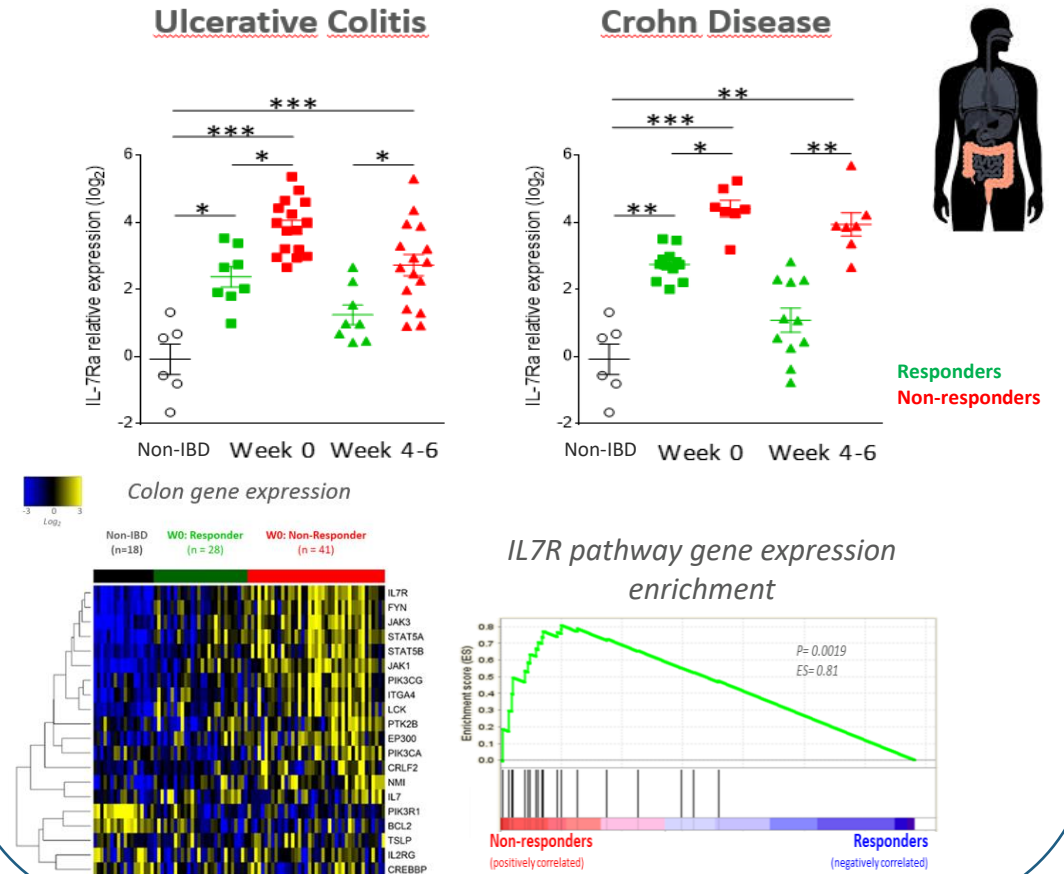 Ulcerative Colitis
Crohn Disease
***
***
*
*
*
IL-7Ra relative expression (log2)
6
4
2
0
-2
Non-IBD
Week 0
Week 4-6
**
***
*
**
**
IL-7Ra relative expression (log2)
6
4
2
0
-2
Non-IBD
Week 0
Week 4-6
Responders
Non-responders
-3 0 3
Log2
Colon gene expression
Non-IBD
(n=18)
W0: Responder
(n = 28)
W0: Non-Responder
(n = 41)
IL7R
FYN
JAK3
STAT5A
STAT5B
JAK1
PIK3CG
ITGA4
LCK
PTK2B
EP300
PIK3CA
CRLF2
NMI
IL7
PIK3R1
BCL2
TSLP
IL2RG
CREBBP
IL7R pathway gene expression
enrichment
Enrichment score (ES)
0.8
0.7
0.6
0.5
0.4
0.3
0.2
0.1
0.0
P= 0.0019
ES= 0.81
Non-responders
(positively correlated)
Responders
(negatively correlated)